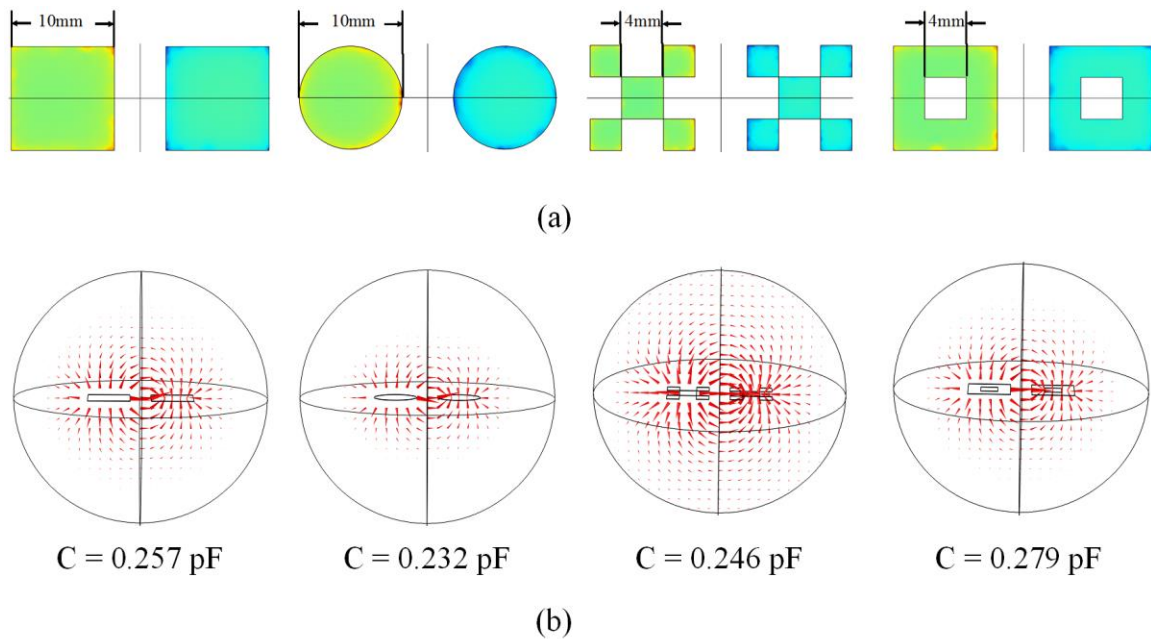 10mm
10mm
4mm
4mm
(a)
C = 0.257 pF
C = 0.232 pF
C = 0.246 pF
C = 0.279 pF
(b)